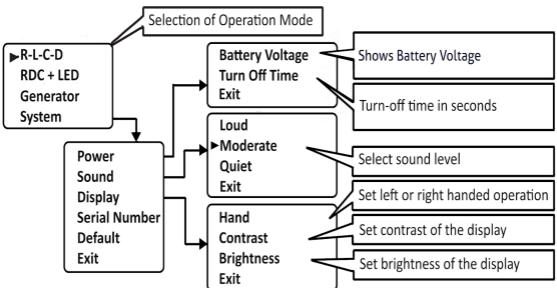 Selection of Operation Mode
▶R-L-C-D
RDC + LED
Generator
System
Battery Voltage
Turn Off Time
Exit
Shows Battery Voltage
Turn-off time in seconds
Power
Sound
Display
Serial Number
Default
Exit
Loud
▶Moderate
Quiet
Exit
Select sound level
Hand
Contrast
Brightness
Exit
Set left or right handed operation
Set contrast of the display
Set brightness of the display